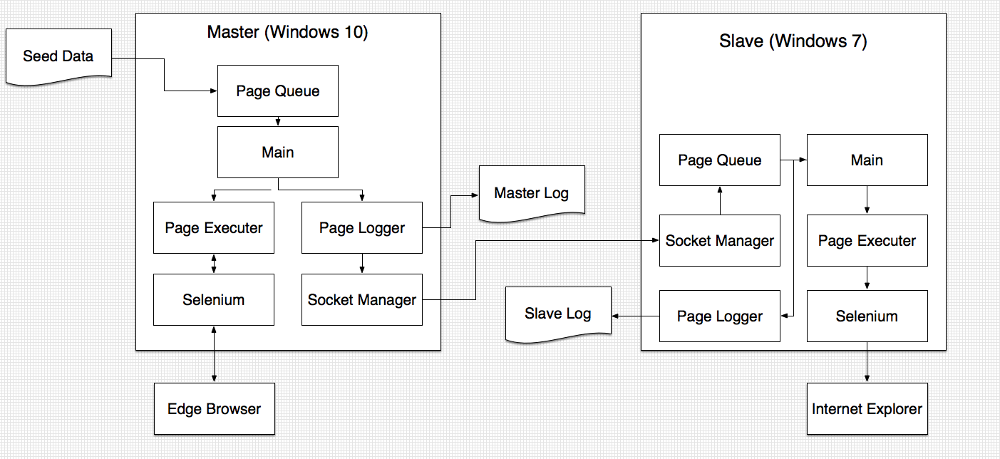 Master (Windows 10)
Seed Data
Page Queue
Main
Page Executer
Page Logger
Selenium
Socket Manager
Edge Browser
Master Log
Slave Log
Slave (Windows 7)
Page Queue
Main
Socket Manager
Page Executer
Page Logger
Selenium
Internet Explorer